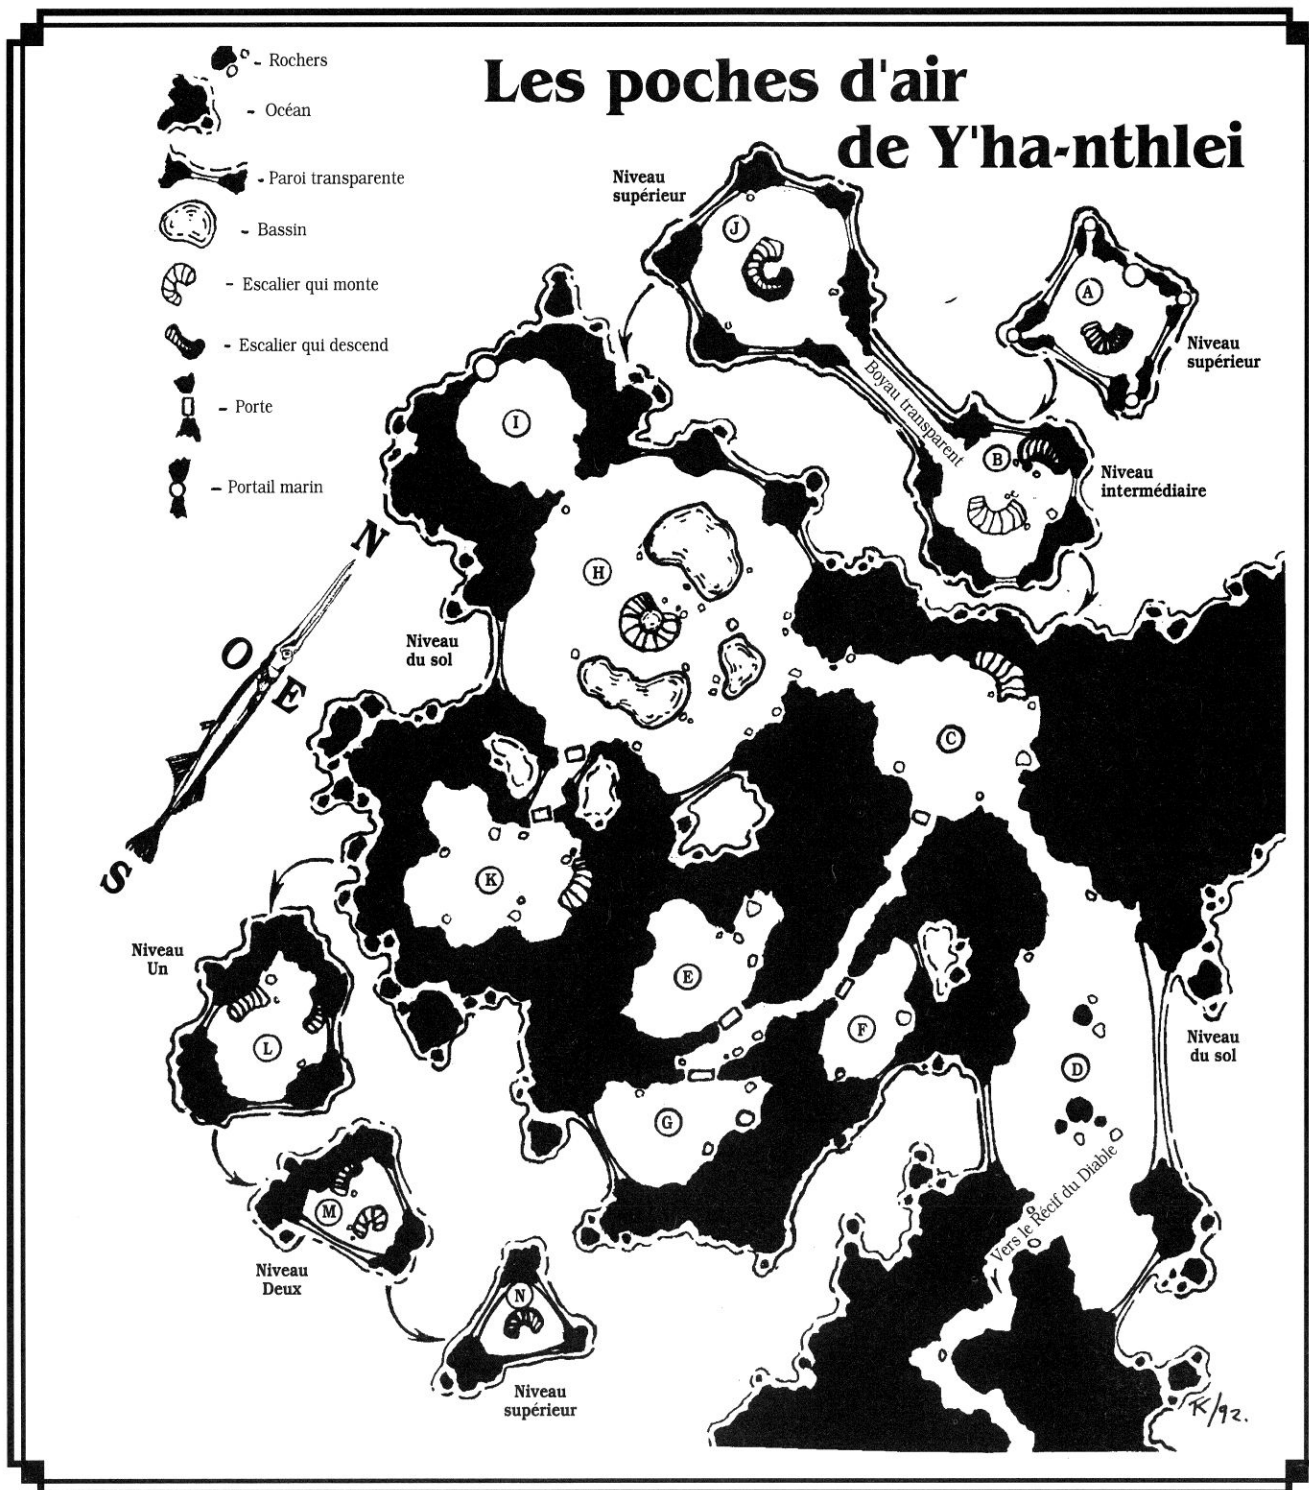 Les poches d'air
de Y'ha-nthlei
- Rochers
- Océan
- Paroi transparente
- Bassin
- Escalier qui monte
- Escalier qui descend
- Porte
- Portail marin
N
O
E
S
Niveau
supérieur
J
A
Niveau
supérieur
Boyau transparent
B
Niveau
intermédiaire
I
H
Niveau
du sol
C
K
E
F
D
G
Niveau
du sol
Vers le Récif du Diable
Niveau
Un
L
M
Niveau
Deux
N
Niveau
supérieur
TK/92.